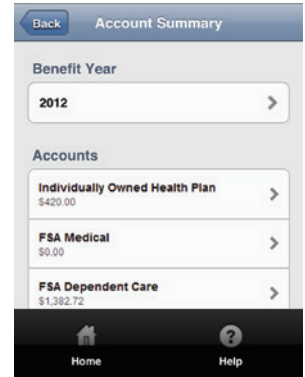 Back Account Summary
Benefit Year
2012
Accounts
Individually Owned Health Plan
$420.00
FSA Medical
$0.00
FSA Dependent Care
$1,382.72
Home Help